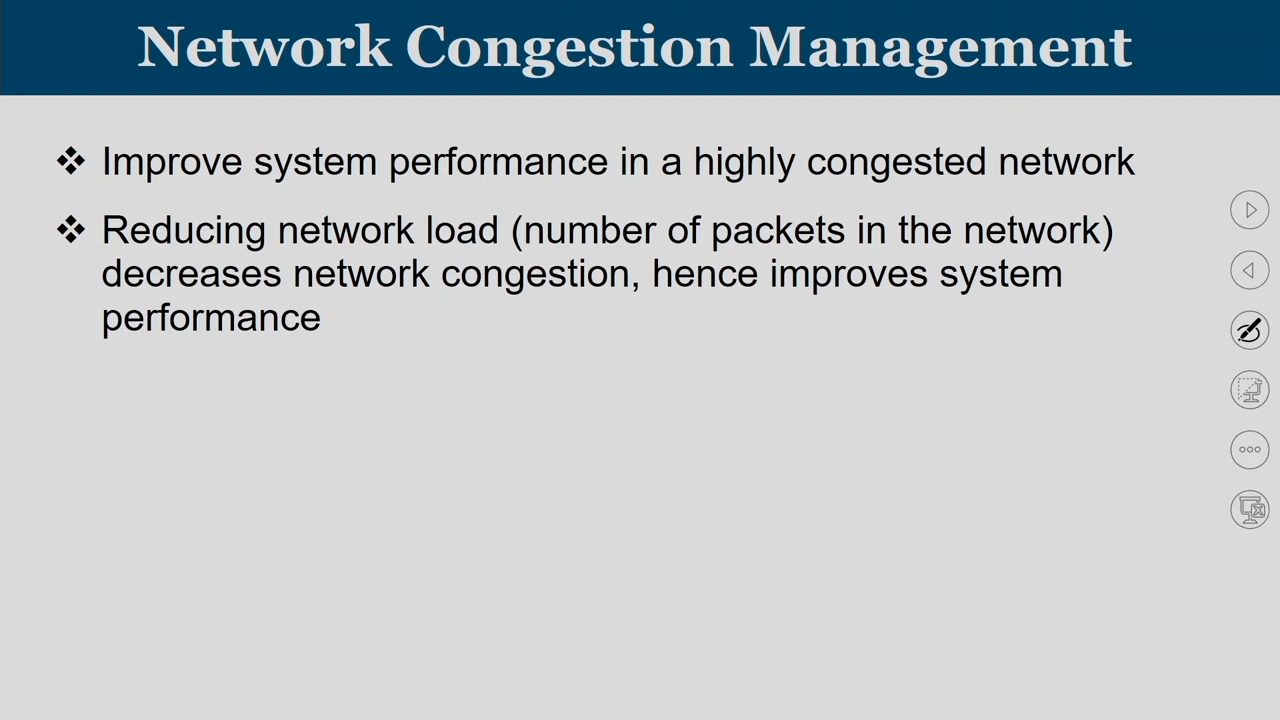 Network Congestion Management
❖ Improve system performance in a highly congested network
❖ Reducing network load (number of packets in the network)
decreases network congestion, hence improves system
performance